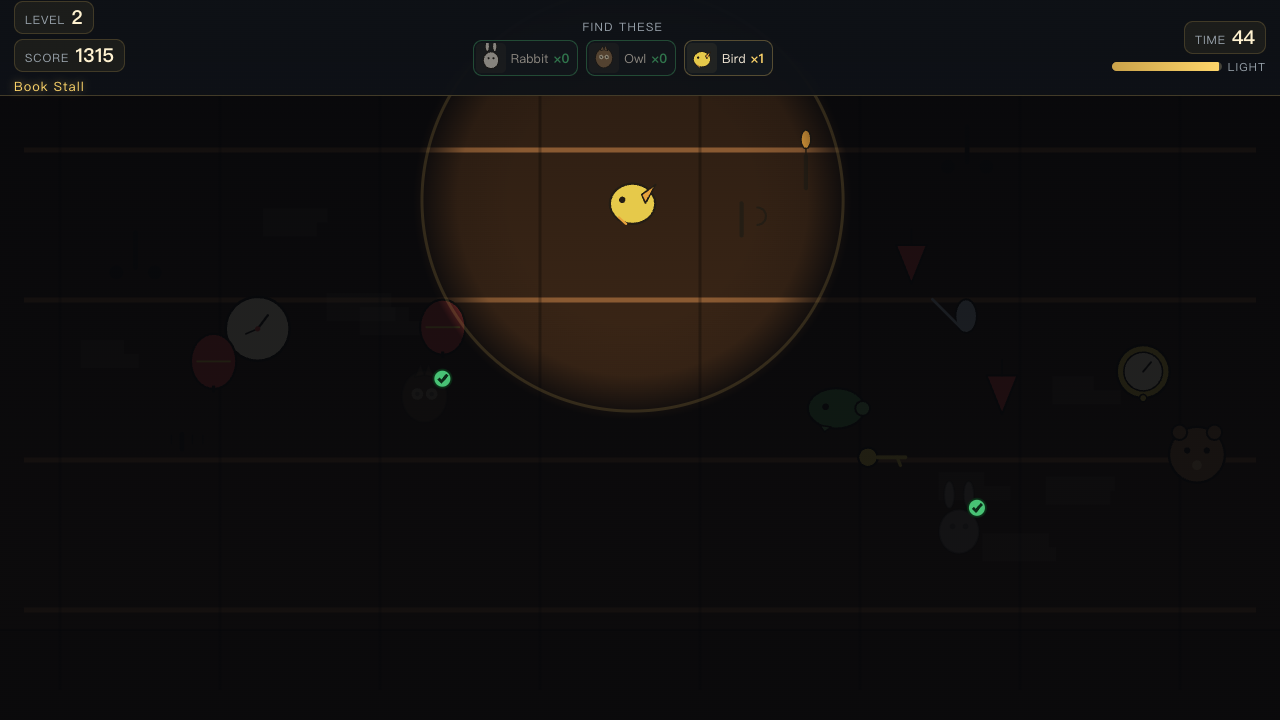 LEVEL 2
SCORE 1315
Book Stall
FIND THESE
Rabbit ×0
Owl ×0
Bird ×1
TIME 44
LIGHT